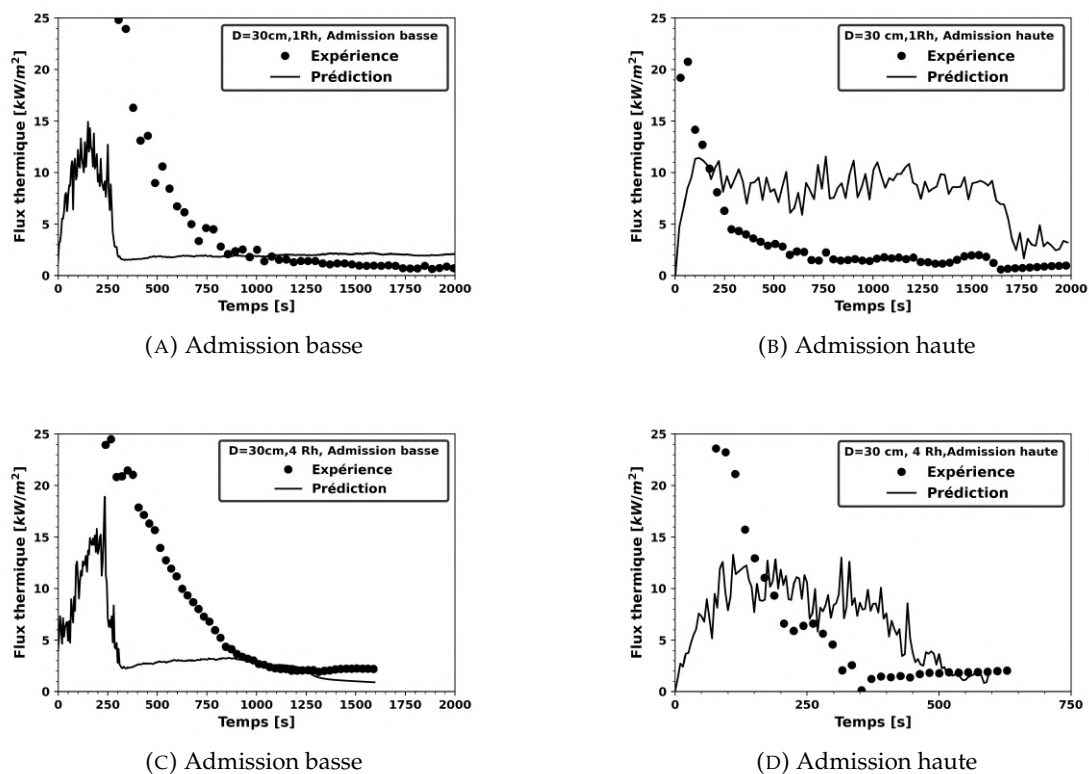 D=30cm,1Rh, Admission basse
Expérience
Prédiction
Flux thermique [kW/m²]
25
20
15
10
5
0
0 250 500 750 1000 1250 1500 1750 2000
Temps [s]
(A) Admission basse
D=30 cm,1Rh, Admission haute
Expérience
Prédiction
Flux thermique [kW/m²]
25
20
15
10
5
0
0 250 500 750 1000 1250 1500 1750 2000
Temps [s]
(B) Admission haute
D=30cm,4 Rh, Admission basse
Expérience
Prédiction
Flux thermique [kW/m²]
25
20
15
10
5
0
0 250 500 750 1000 1250 1500 1750 2000
Temps [s]
(C) Admission basse
D=30 cm, 4 Rh,Admission haute
Expérience
Prédiction
Flux thermique [kW/m²]
25
20
15
10
5
0
0 250 500 750
Temps [s]
(D) Admission haute